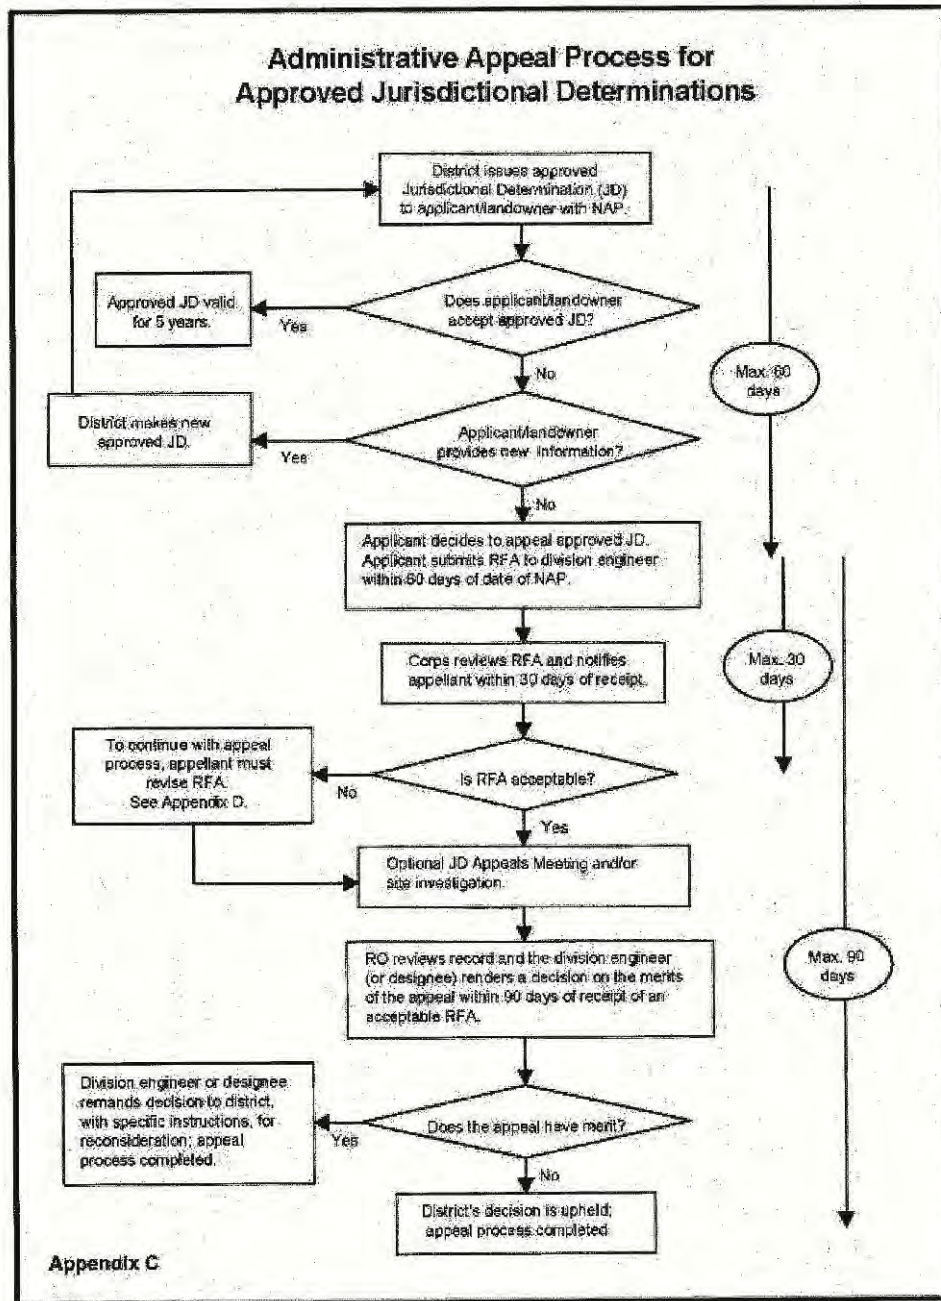 Administrative Appeal Process for
Approved Jurisdictional Determinations
District issues approved
Jurisdictional Determination (JD)
to applicant/landowner with NAP.
Does applicant/landowner
accept approved JD?
Yes
Approved JD valid
for 5 years.
No
Max. 60
days
Applicant/landowner
provides new information?
Yes
District makes new
approved JD.
No
Applicant decides to appeal approved JD.
Applicant submits RFA to division engineer
within 60 days of date of NAP.
Corps reviews RFA and notifies
appellant within 30 days of receipt.
Max. 30
days
Is RFA acceptable?
No
To continue with appeal
process, appellant must
revise RFA.
See Appendix D.
Yes
Optional JD Appeals Meeting and/or
site investigation.
RO reviews record and the division engineer
(or designee) renders a decision on the merits
of the appeal within 90 days of receipt of an
acceptable RFA.
Max. 90
days
Does the appeal have merit?
Yes
Division engineer or designee
remands decision to district,
with specific instructions, for
reconsideration; appeal
process completed.
No
District's decision is upheld;
appeal process completed
Appendix C